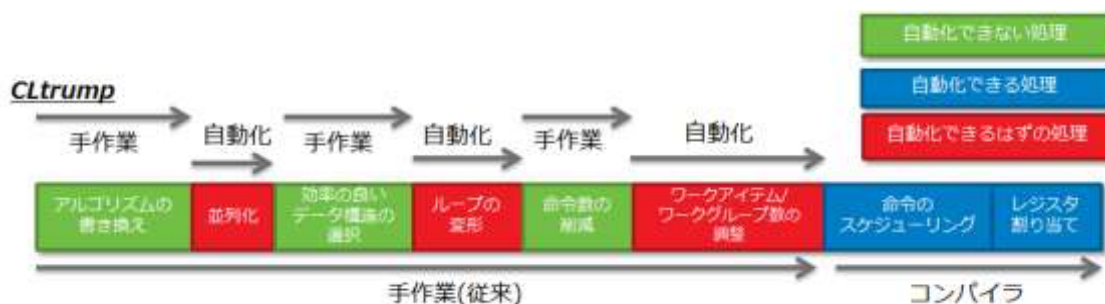 自動化できない処理
自動化できる処理
自動化できるはずの処理
CLtrump
手作業
自動化
手作業
自動化
手作業
自動化
アルゴリズムの
書き換え
並列化
効率の良い
データ構造の
選択
ループの
変形
命令数の
削減
ワークアイテム/
ワークグループ数の
調整
命令の
スケジューリング
レジスタ
割り当て
手作業(従来)
コンパイラ